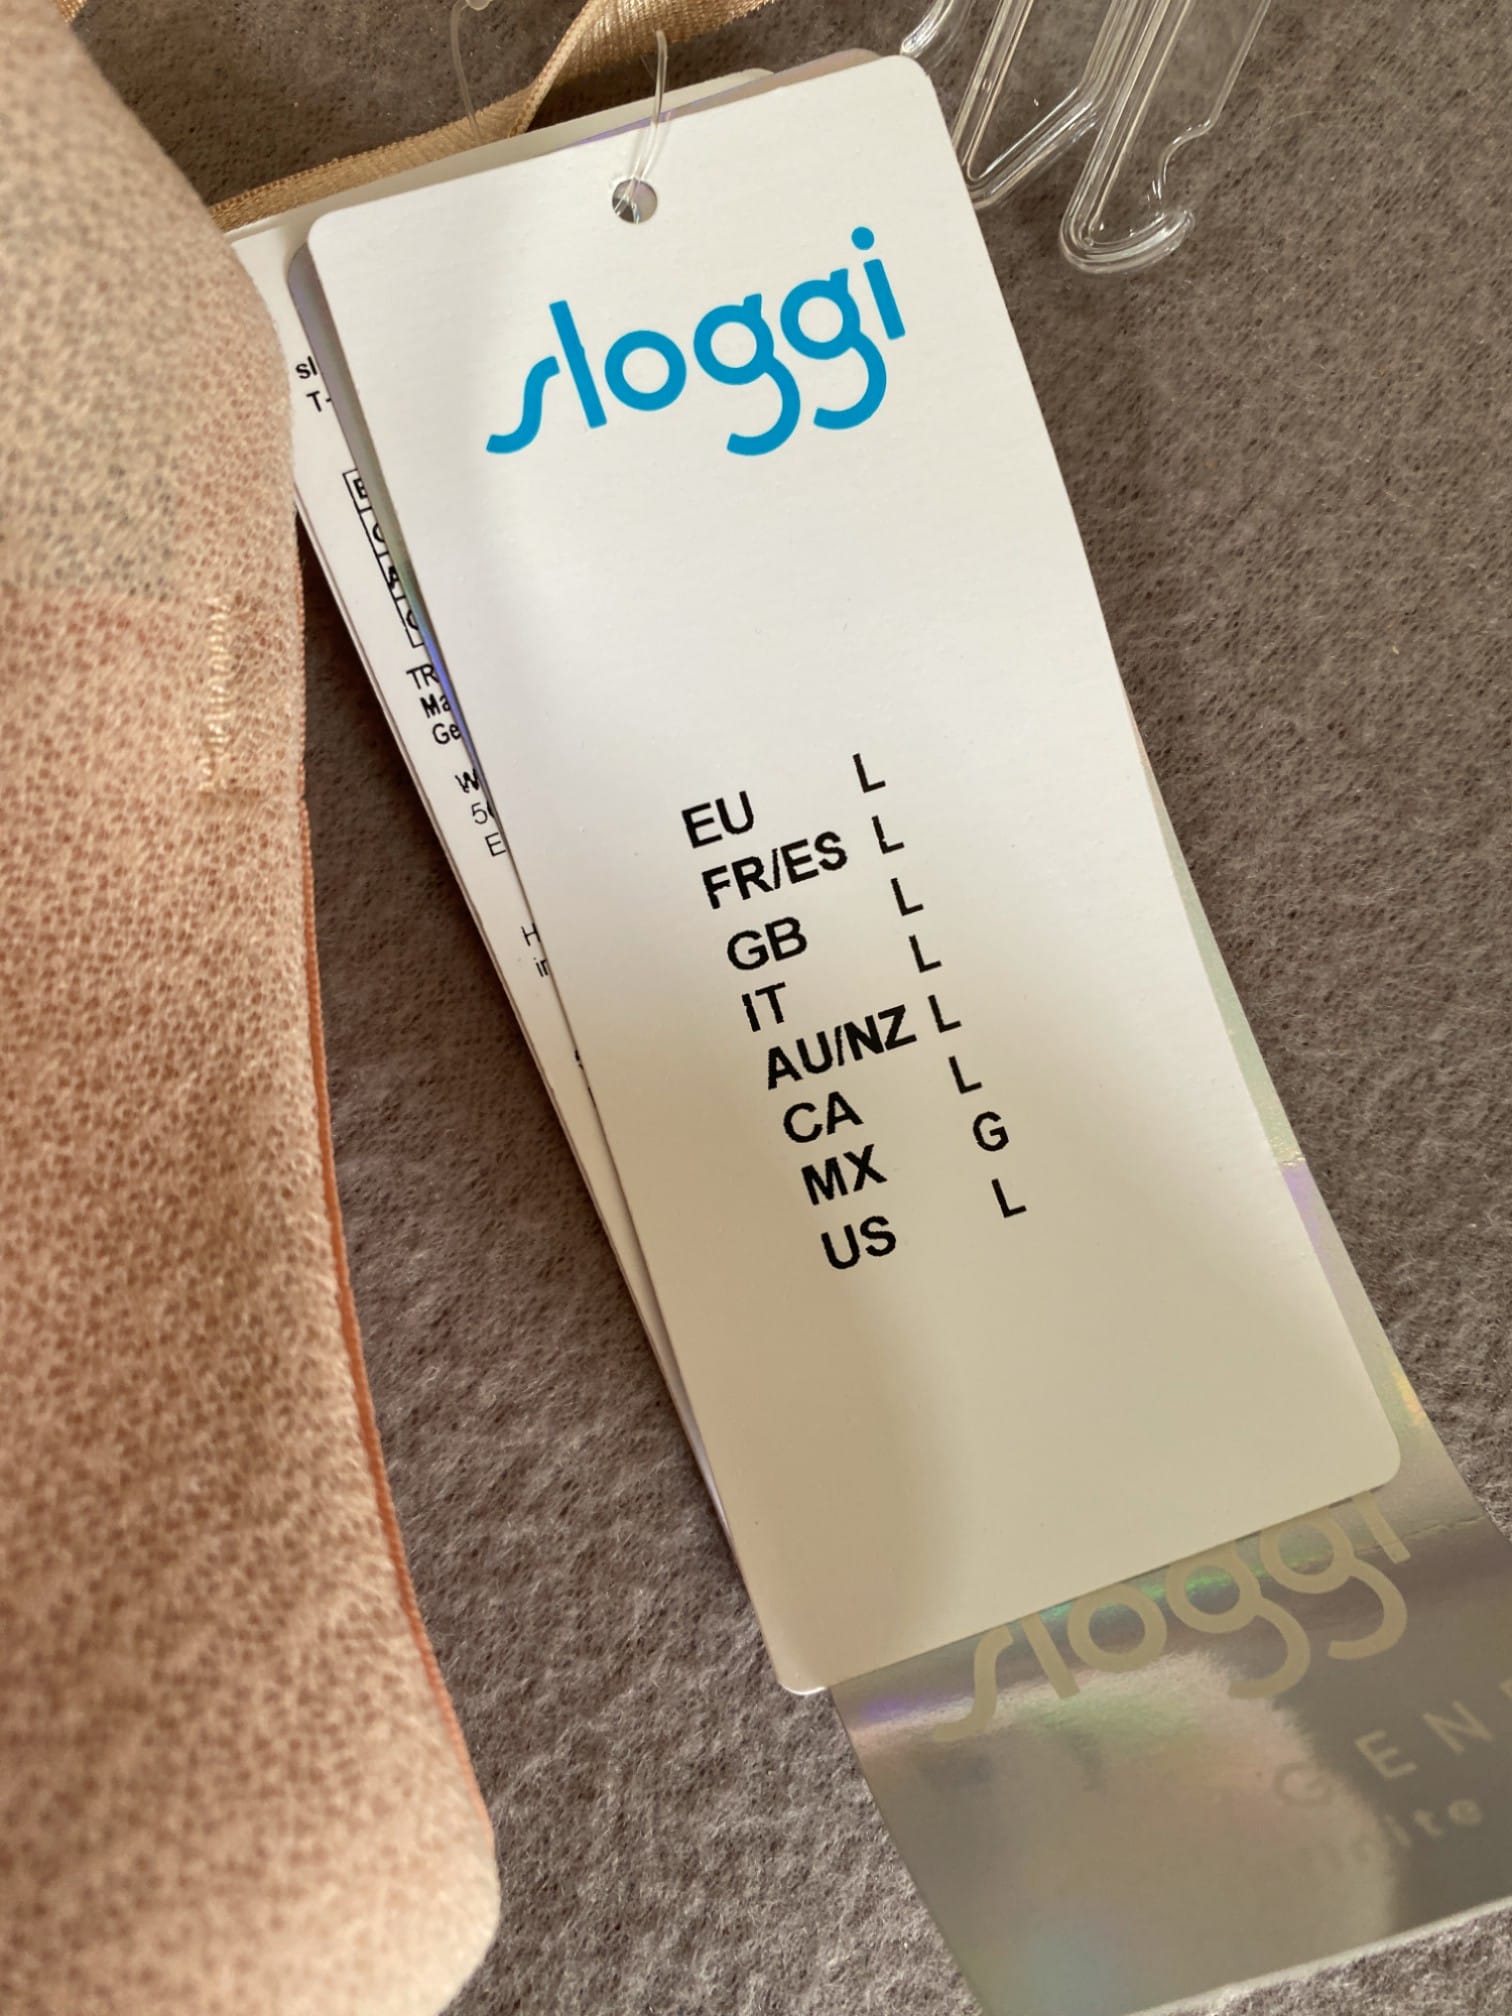 sloggi
EU L
FR/ES L
GB L
IT L
AU/NZ L
CA L
MX G
US L
sloggi